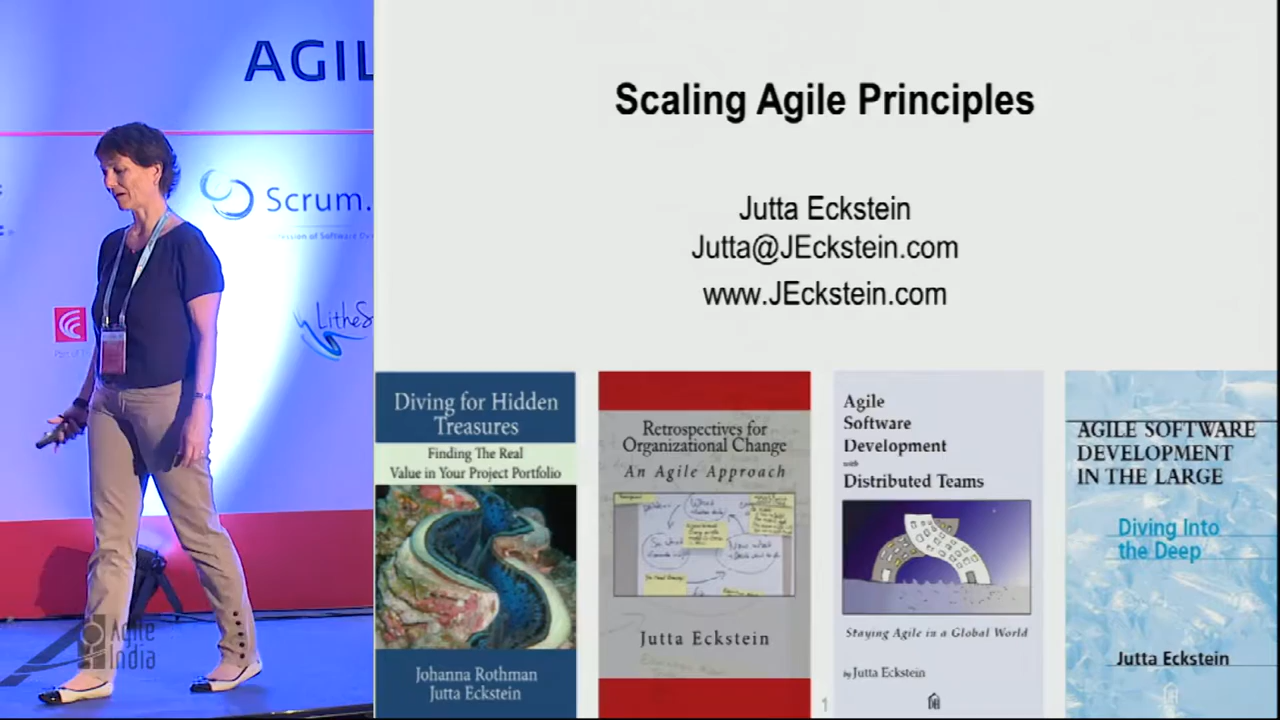 AGIL
Scrum.
LitheS
Agile
India
Scaling Agile Principles
Jutta Eckstein
Jutta@JEckstein.com
www.JEckstein.com
Diving for Hidden
Treasures
Finding The Real
Value in Your Project Portfolio
Johanna Rothman
Jutta Eckstein
Retrospectives for
Organizational Change
An Agile Approach
Jutta Eckstein
Agile
Software
Development
with
Distributed Teams
Staying Agile in a Global World
by Jutta Eckstein
AGILE SOFTWARE
DEVELOPMENT
IN THE LARGE
Diving Into
the Deep
Jutta Eckstein
1